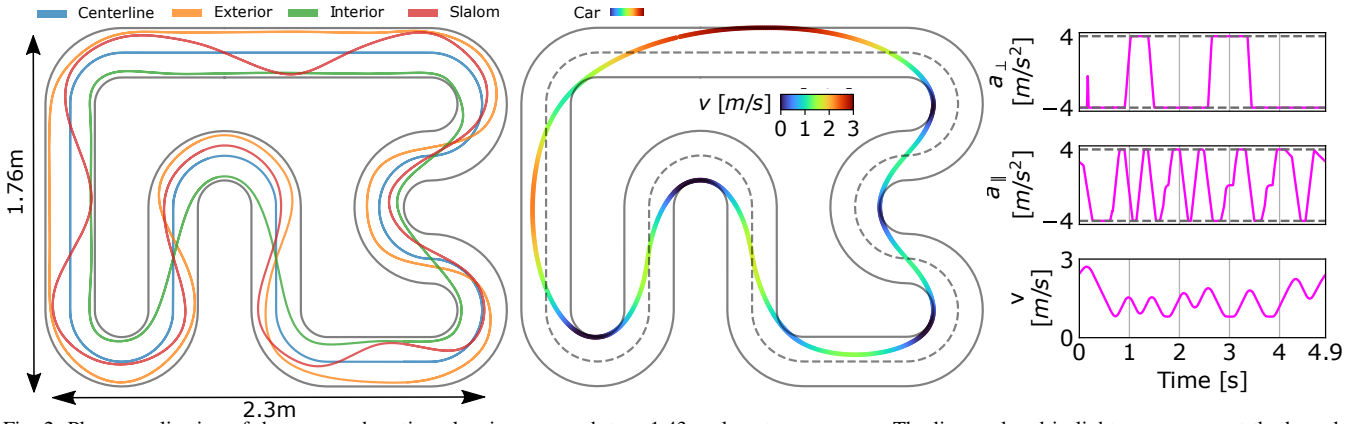 Centerline Exterior Interior Slalom Car
1.76m
2.3m
v [m/s]
0 1 2 3
a⊥
[m/s²]
4
−4
a∥
[m/s²]
4
−4
v
[m/s]
3
0
0 1 2 3 4 4.9
Time [s]